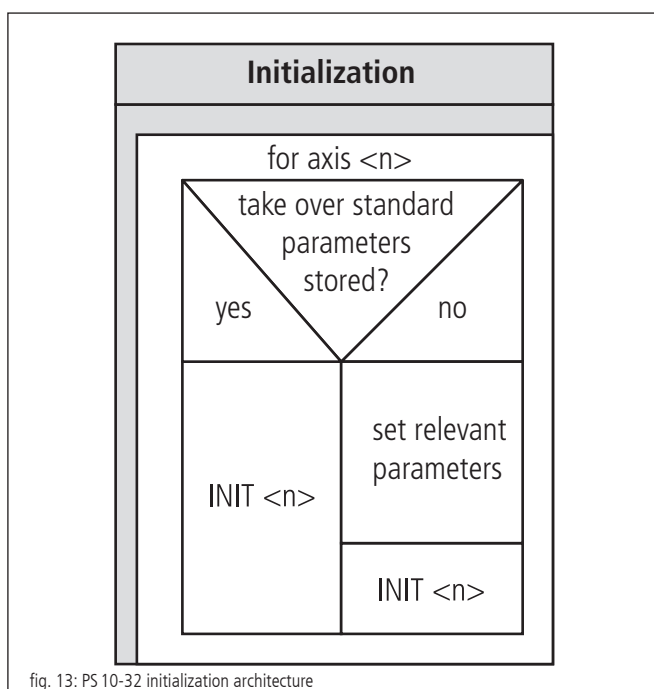 Initialization
for axis <n>
take over standard
parameters
stored?
yes
no
set relevant
parameters
INIT <n>
INIT <n>
fig. 13: PS 10-32 initialization architecture